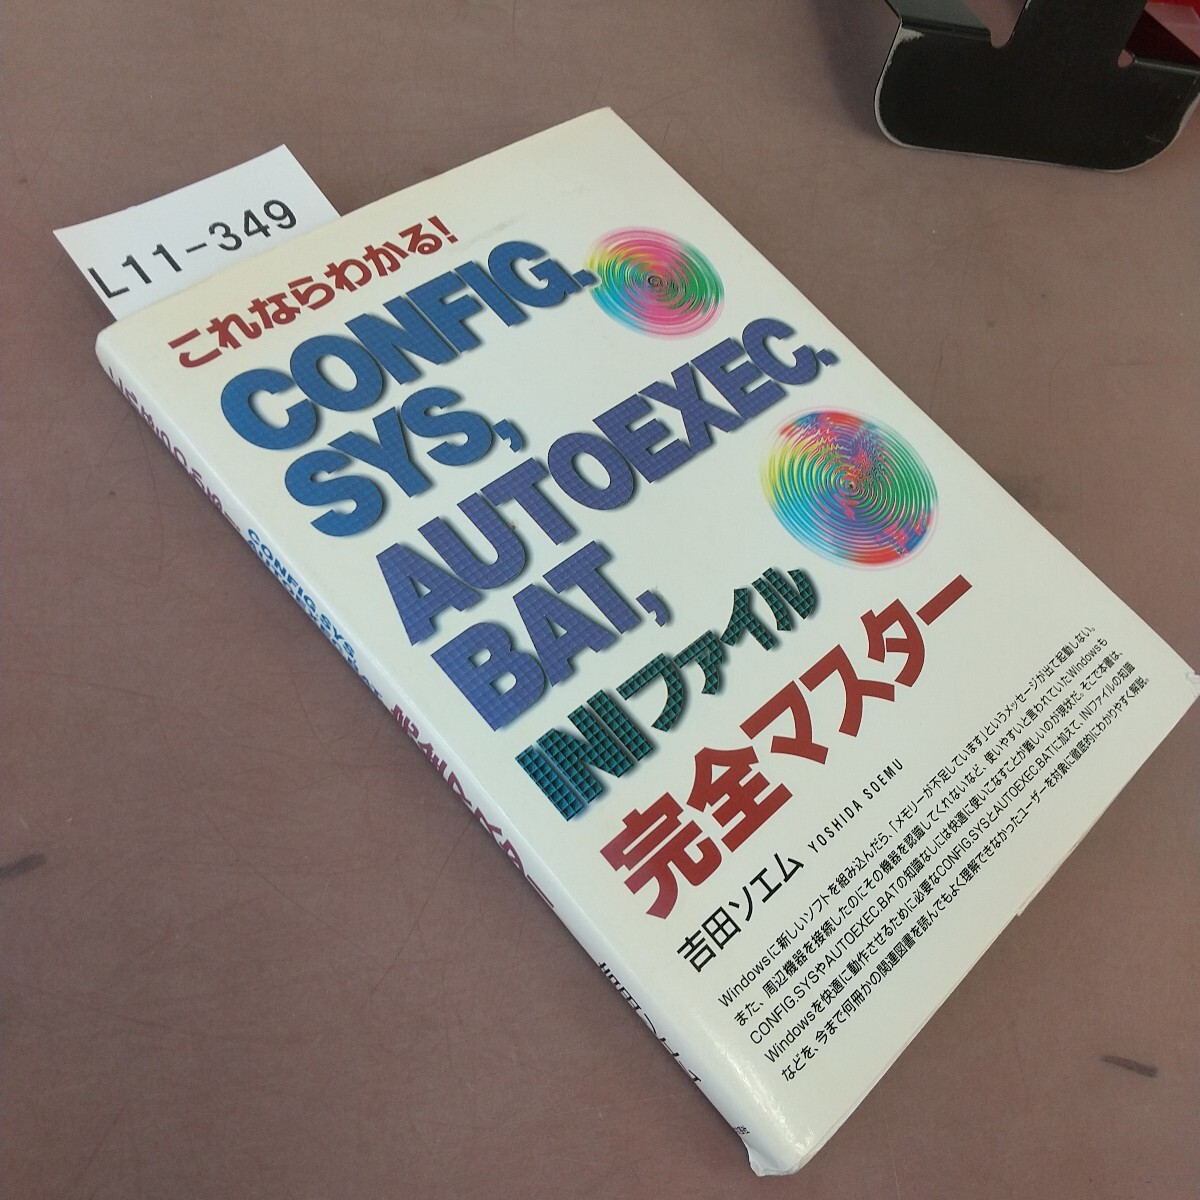 L11-349
これならわかる!
CONFIG.
SYS,
AUTOEXEC.
BAT,
INIファイル
完全マスター
吉田ソエム YOSHIDA SOEMU
Windowsに新しいソフトを組み込んだら、「メモリーが不足しています」というメッセージが出て起動しない。
また、周辺機器を接続したのにその機器を認識してくれないなど、使いやすいと言われていたWindowsも
CONFIG.SYSやAUTOEXEC.BATの知識なしには快適に使いこなすことが難しいのが現状だ。そこで本書は、
Windowsを快適に動作させるために必要なCONFIG.SYSとAUTOEXEC.BATに加えて、INIファイルの知識
などを、今まで何冊かの関連図書を読んでもよく理解できなかったユーザーを対象に徹底的にわかりやすく解説。
CONFIG.SYS,